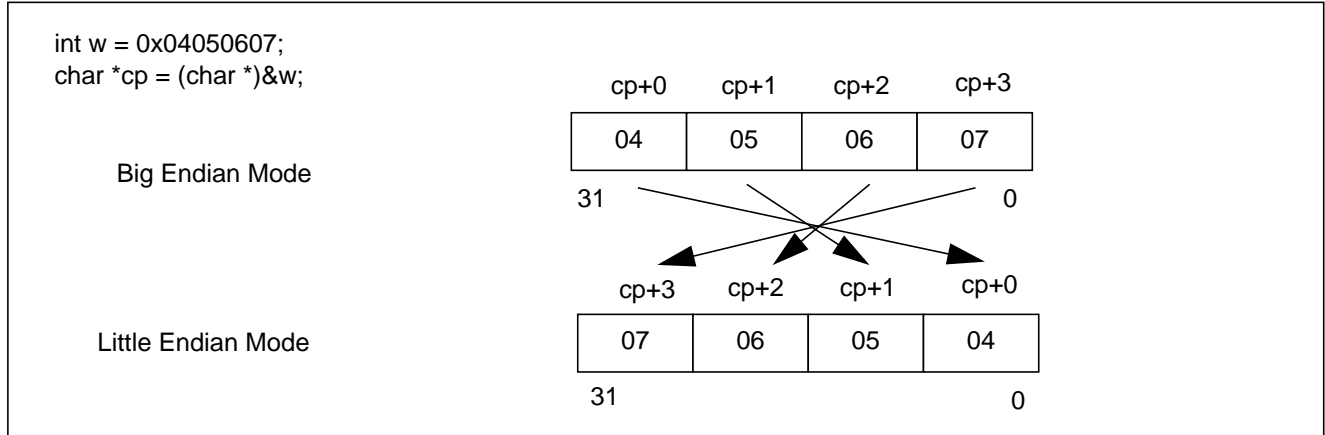 int w = 0x04050607;
char *cp = (char *)&w;
cp+0 cp+1 cp+2 cp+3
04 05 06 07
Big Endian Mode
31 0
cp+3 cp+2 cp+1 cp+0
Little Endian Mode
07 06 05 04
31 0